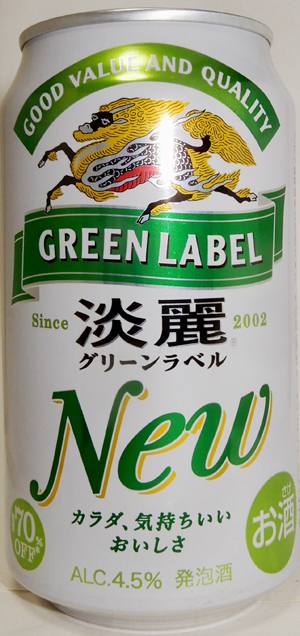 GOOD VALUE AND QUALITY
GREEN LABEL
Since 淡麗 2002
グリーンラベル
New
カラダ、気持ちいい
おいしさ
70%
OFF
さけ
お酒
ALC.4.5% 発泡酒